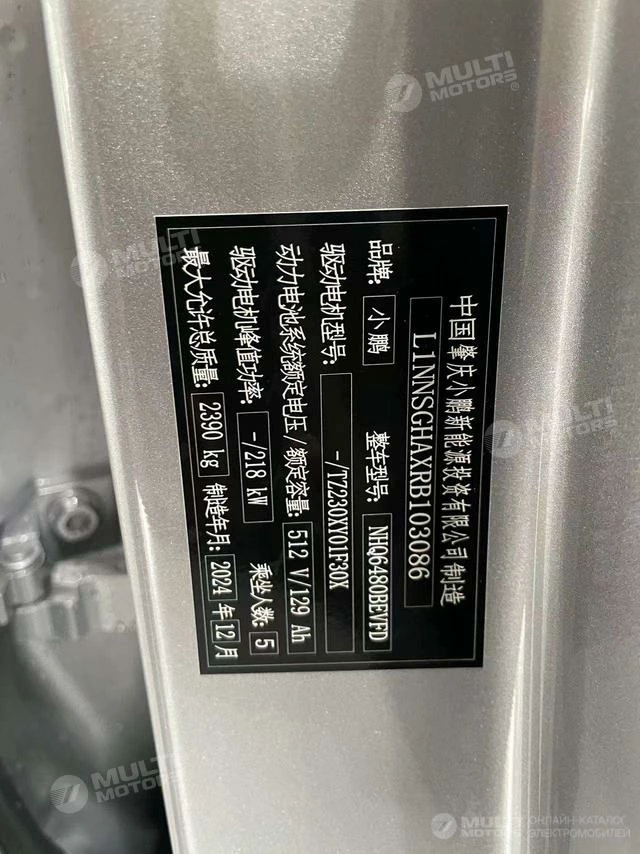 中国肇庆小鹏新能源投资有限公司制造
L1NNSGHAXRB103086
品牌: 小鹏 整车型号: NHQ6480BEVFD
驱动电机型号: -/TZ230XY01F30X
动力电池系统额定电压/额定容量: 512 V/129 Ah
驱动电机峰值功率: -/218 kW 乘坐人数: 5
最大允许总质量: 2390 kg 制造年月: 2024 年 12 月
MULTI MOTORS®
MULTI MOTORS
MULTI MOTORS
MULTI MOTORS
MULTI MOTORS
ОНЛАЙН-КАТАЛОГ
ЭЛЕКТРОМОБИЛЕЙ